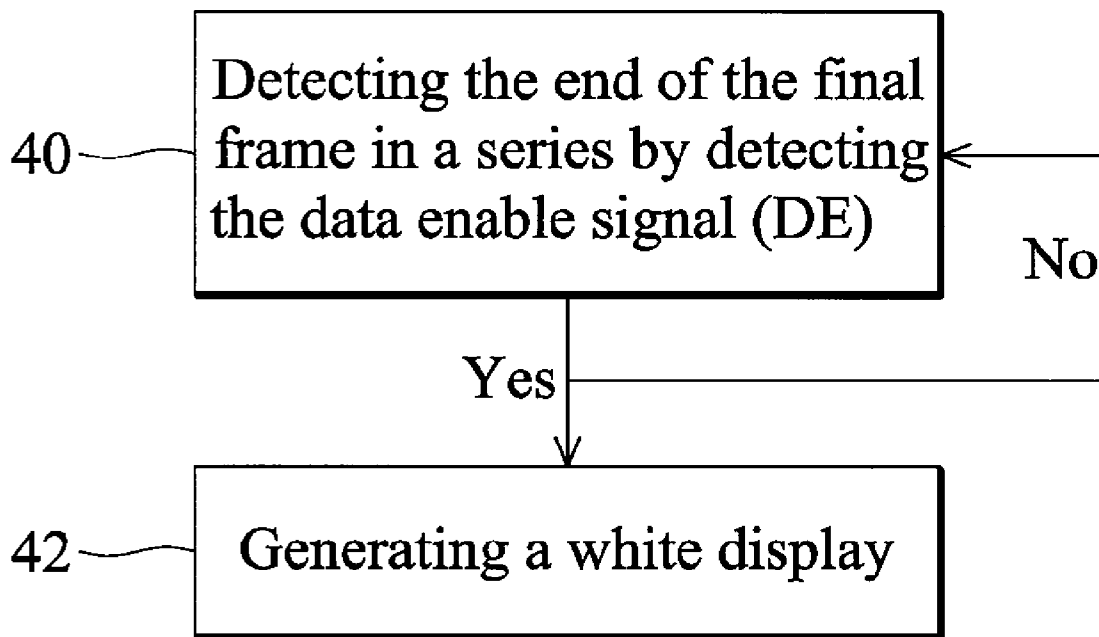 Detecting the end of the final
frame in a series by detecting
the data enable signal (DE)
40
No
Yes
Generating a white display
42